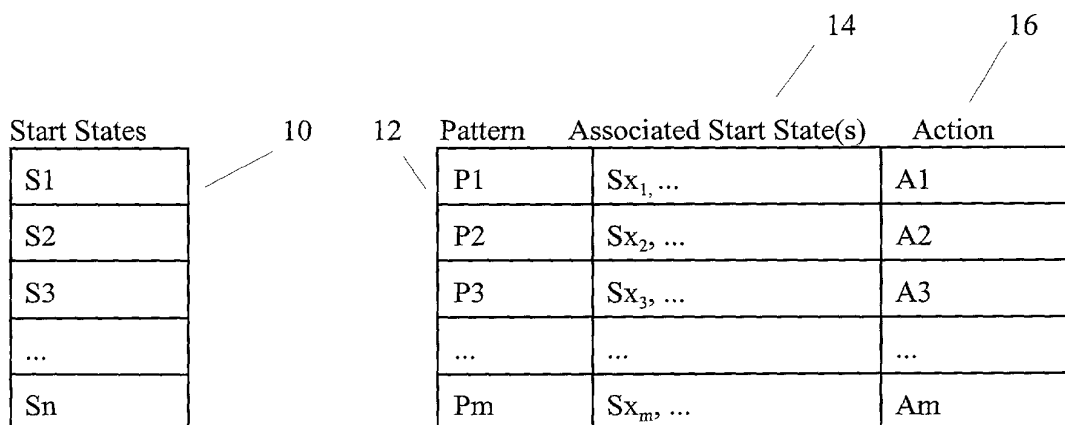 14 16
Start States 10 12 Pattern Associated Start State(s) Action
S1 P1 Sx₁, ... A1
S2 P2 Sx₂, ... A2
S3 P3 Sx₃, ... A3
... ... ... ...
Sn Pm Sxₘ, ... Am